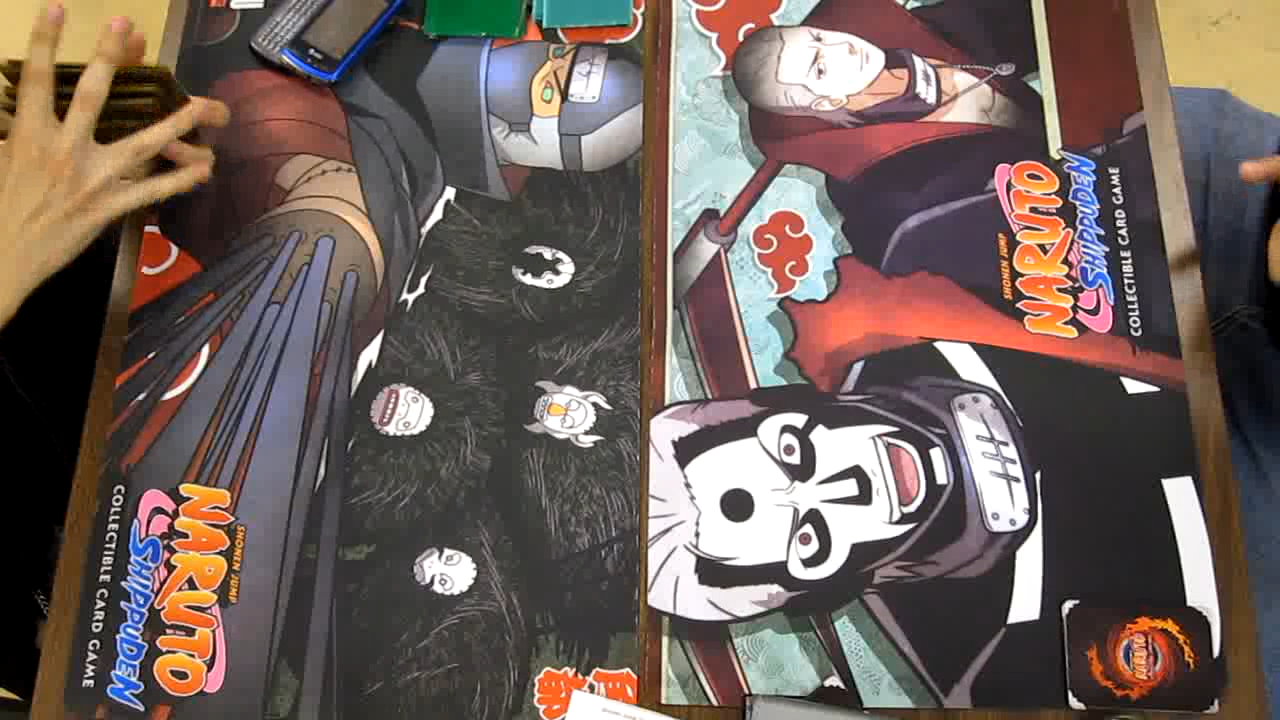 SHONEN JUMP
NARUTO
SHIPPUDEN
COLLECTIBLE CARD GAME
SHONEN JUMP
NARUTO
SHIPPUDEN
COLLECTIBLE CARD GAME
NARUTO